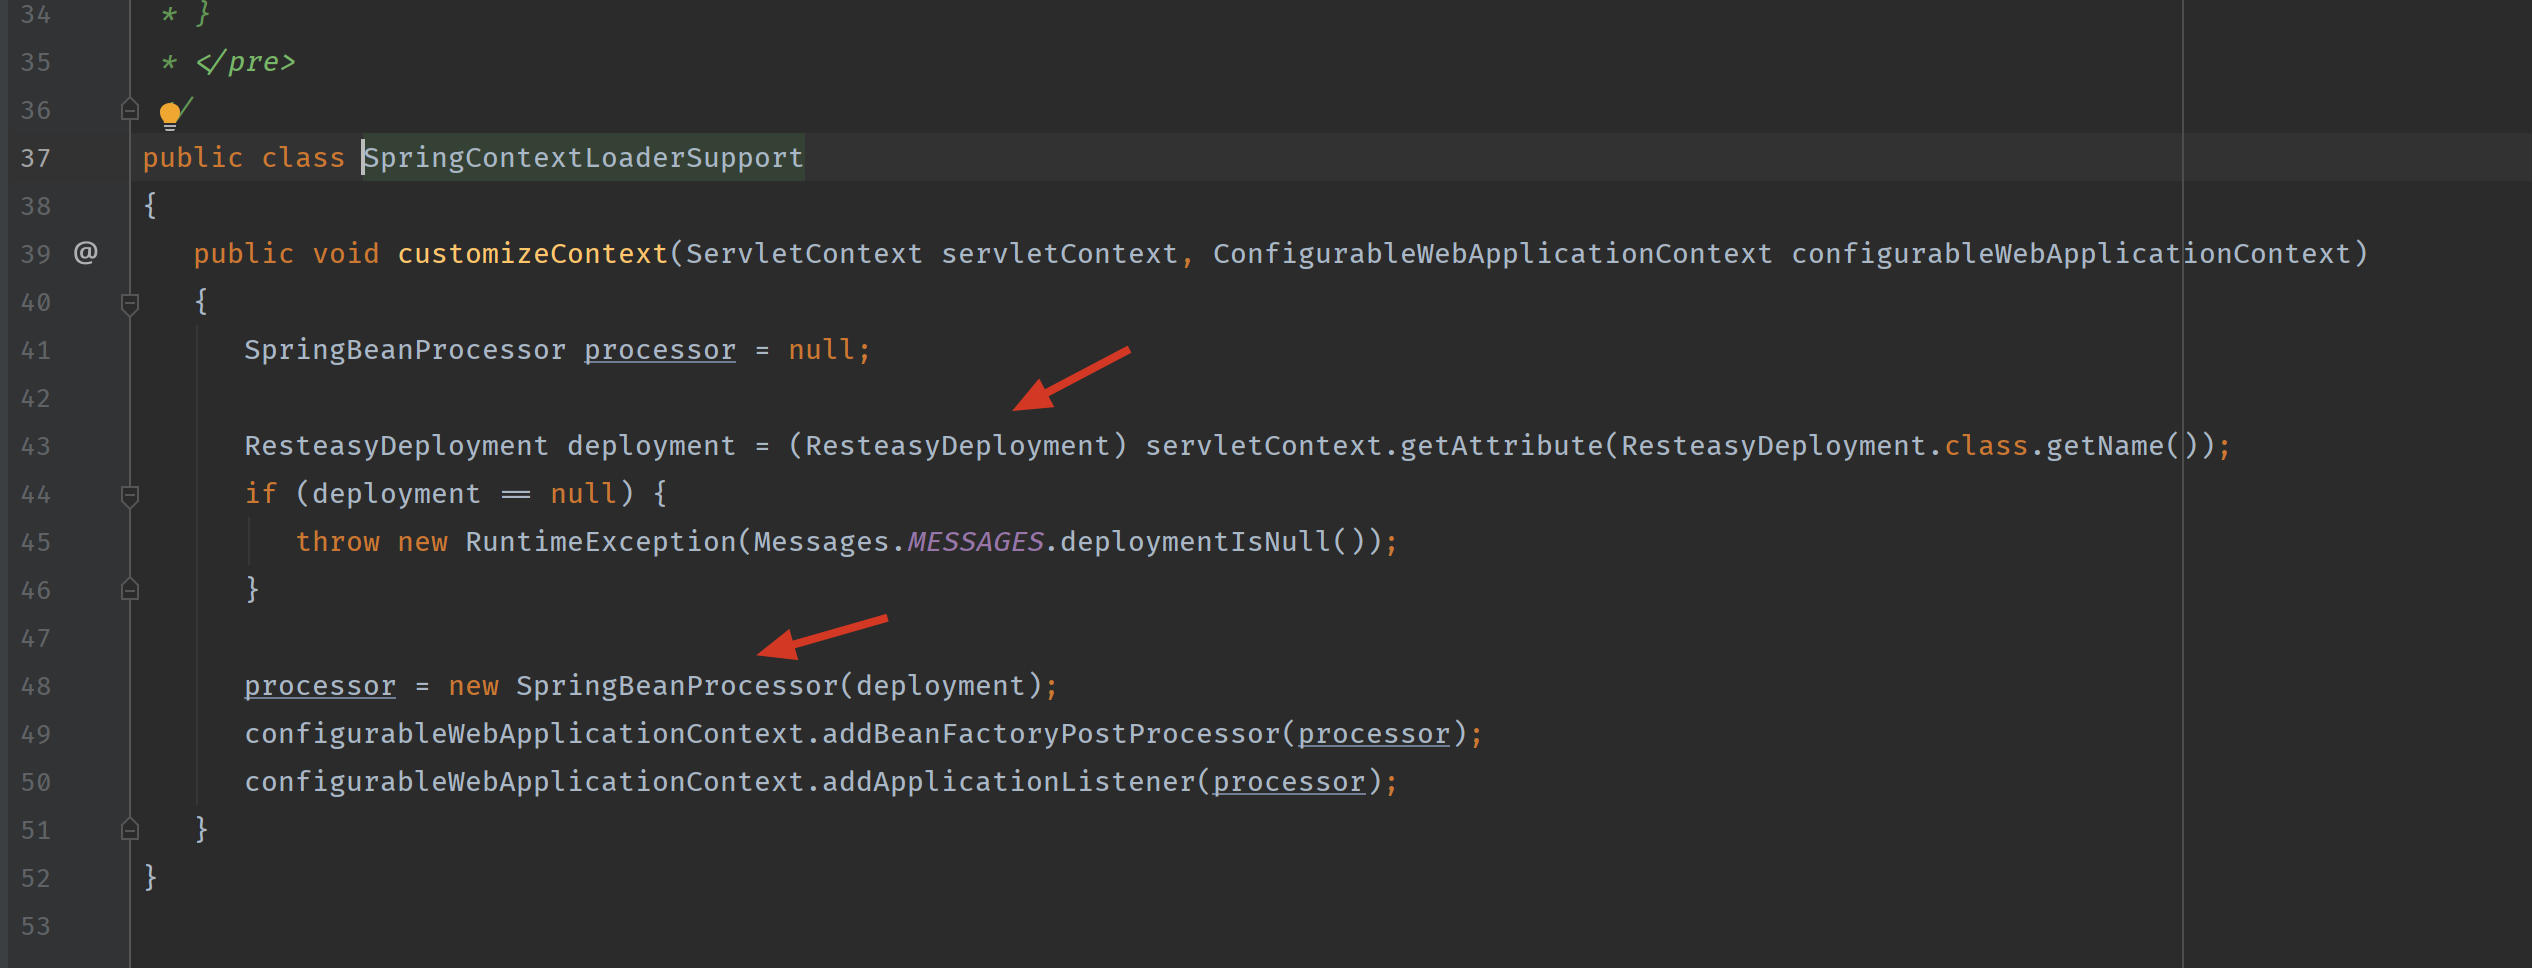 34 * }
35 * </pre>
36 /
37 public class SpringContextLoaderSupport
38 {
39 @ public void customizeContext(ServletContext servletContext, ConfigurableWebApplicationContext configurableWebApplicationContext)
40 {
41 SpringBeanProcessor processor = null;
42
43 ResteasyDeployment deployment = (ResteasyDeployment) servletContext.getAttribute(ResteasyDeployment.class.getName());
44 if (deployment == null) {
45 throw new RuntimeException(Messages.MESSAGES.deploymentIsNull());
46 }
47
48 processor = new SpringBeanProcessor(deployment);
49 configurableWebApplicationContext.addBeanFactoryPostProcessor(processor);
50 configurableWebApplicationContext.addApplicationListener(processor);
51 }
52 }
53